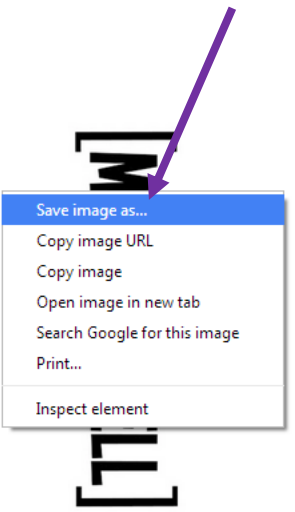 [M
Save image as...
Copy image URL
Copy image
Open image in new tab
Search Google for this image
Print...
Inspect element
LL]